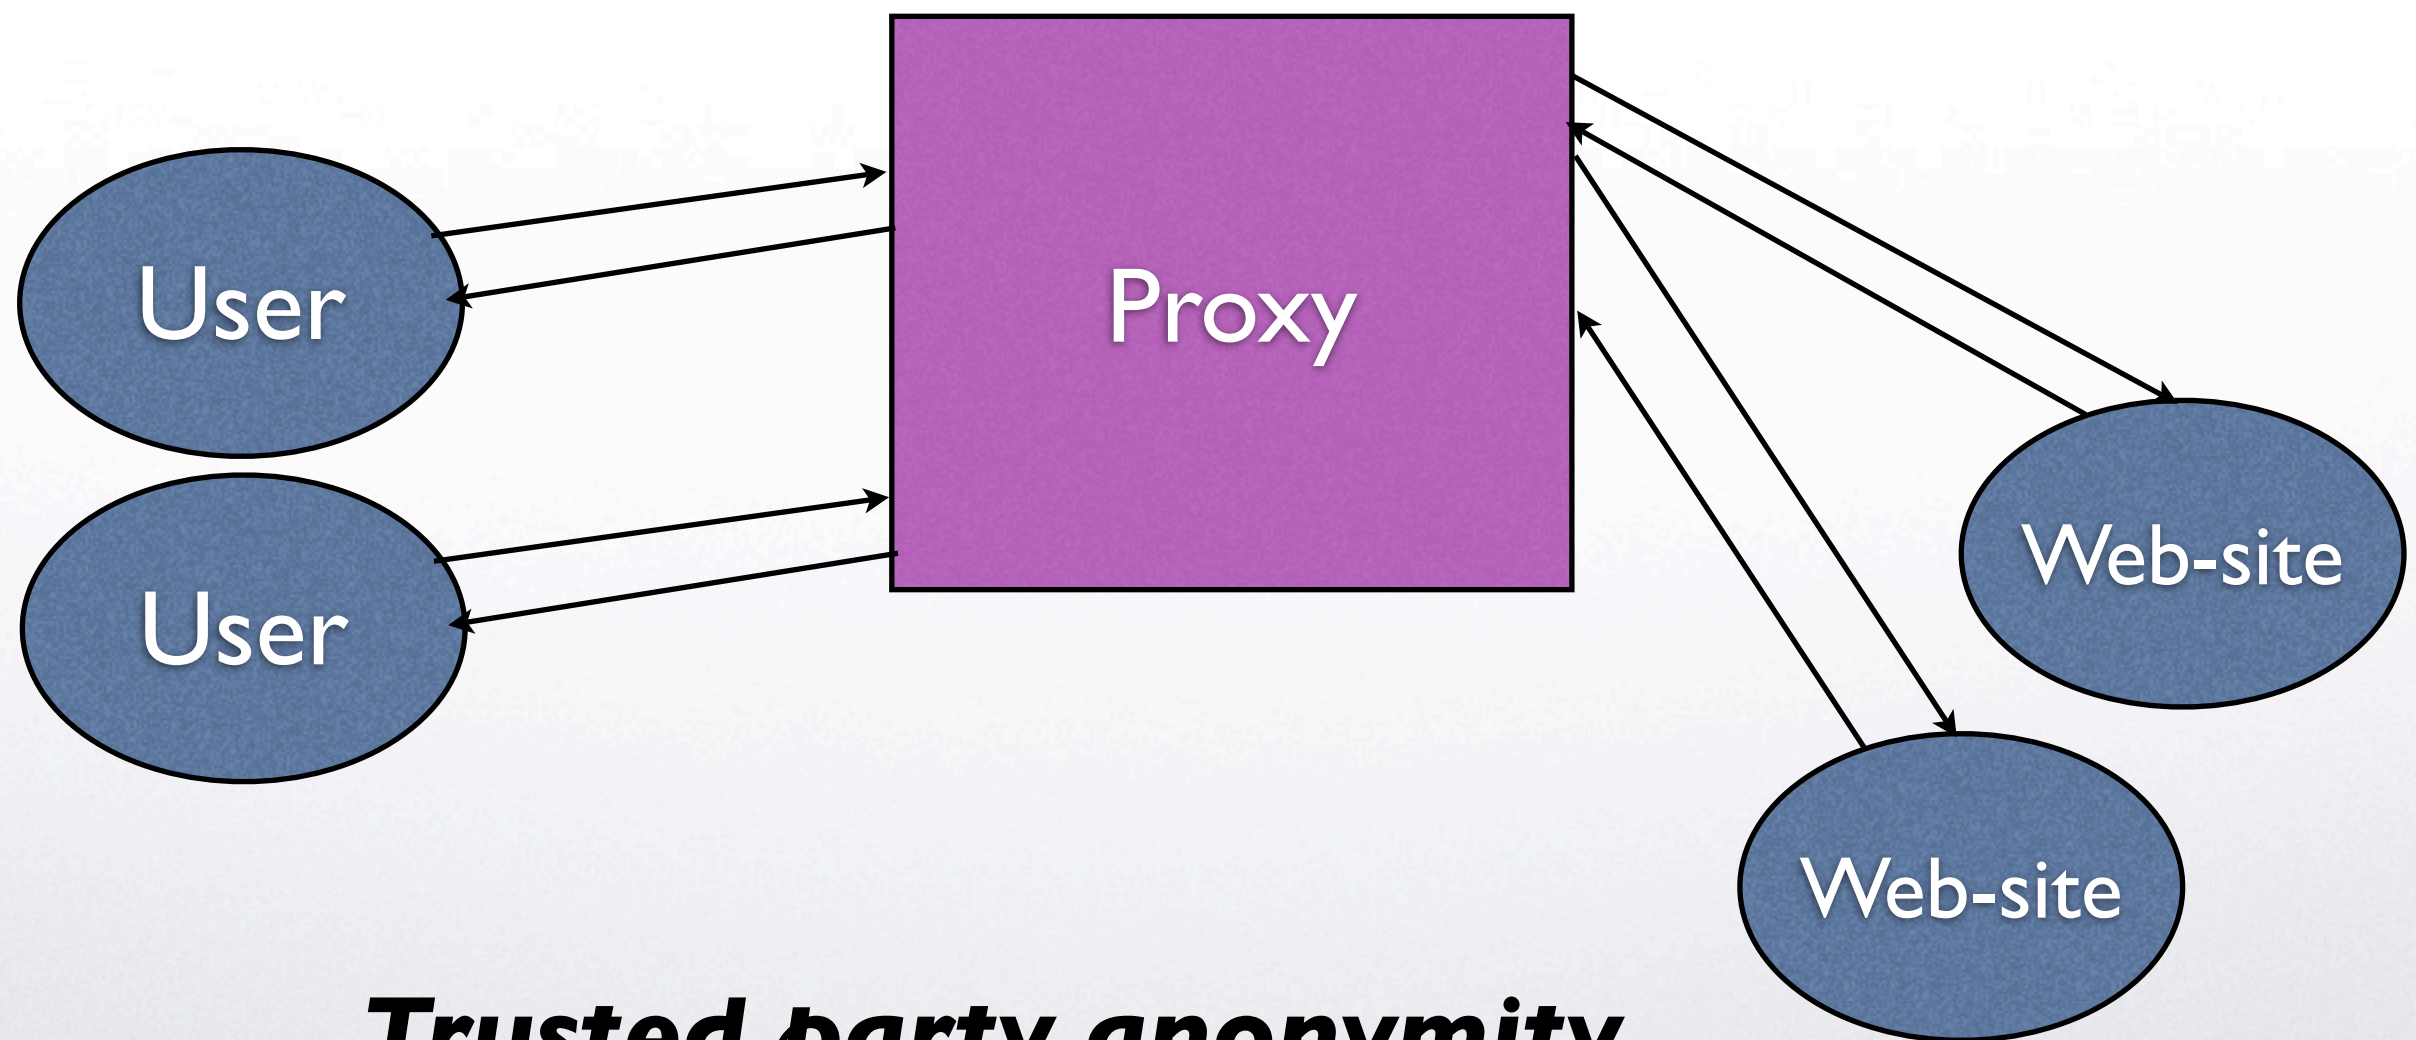 User
Proxy
User
Web-site
Web-site
Trusted party anonymity